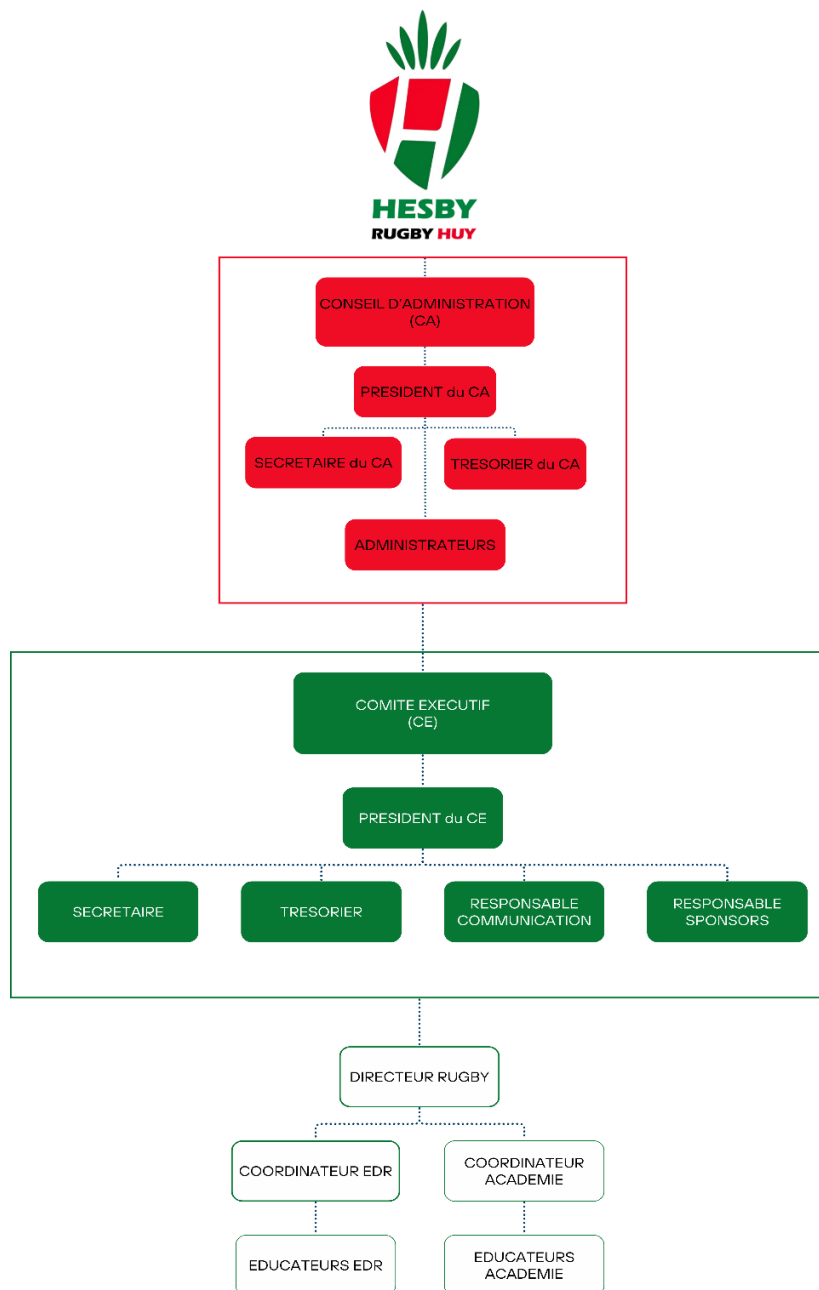 HESBY
RUGBY HUY
CONSEIL D'ADMINISTRATION
(CA)
PRESIDENT du CA
SECRETAIRE du CA
TRESORIER du CA
ADMINISTRATEURS
COMITE EXECUTIF
(CE)
PRESIDENT du CE
SECRETAIRE
TRESORIER
RESPONSABLE
COMMUNICATION
RESPONSABLE
SPONSORS
DIRECTEUR RUGBY
COORDINATEUR EDR
COORDINATEUR
ACADEMIE
EDUCATEURS EDR
EDUCATEURS
ACADEMIE